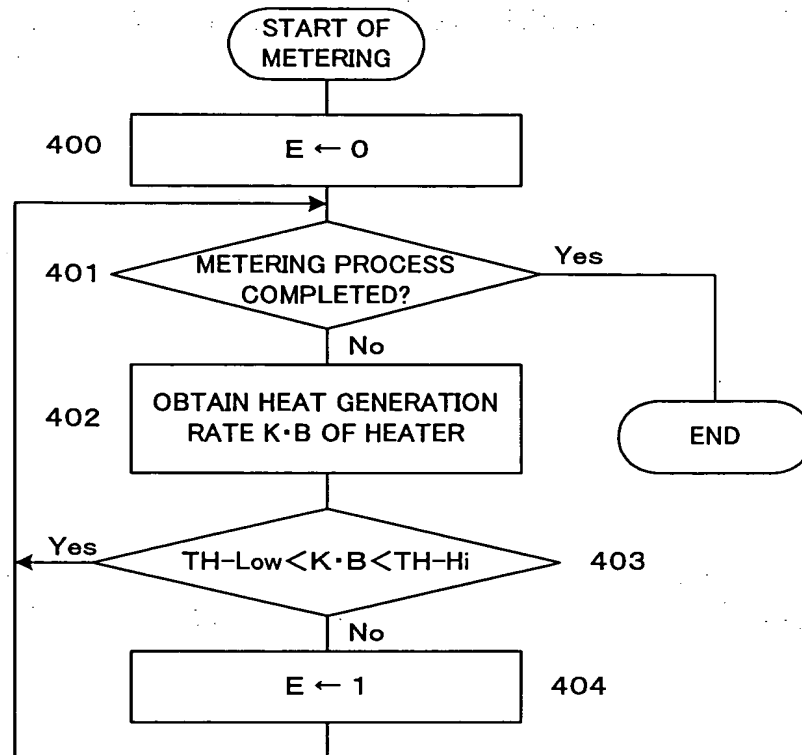 START OF
METERING
400
E ← 0
401
METERING PROCESS
COMPLETED?
Yes
No
402
OBTAIN HEAT GENERATION
RATE K·B OF HEATER
END
Yes
TH-Low<K·B<TH-Hi
403
No
E ← 1
404